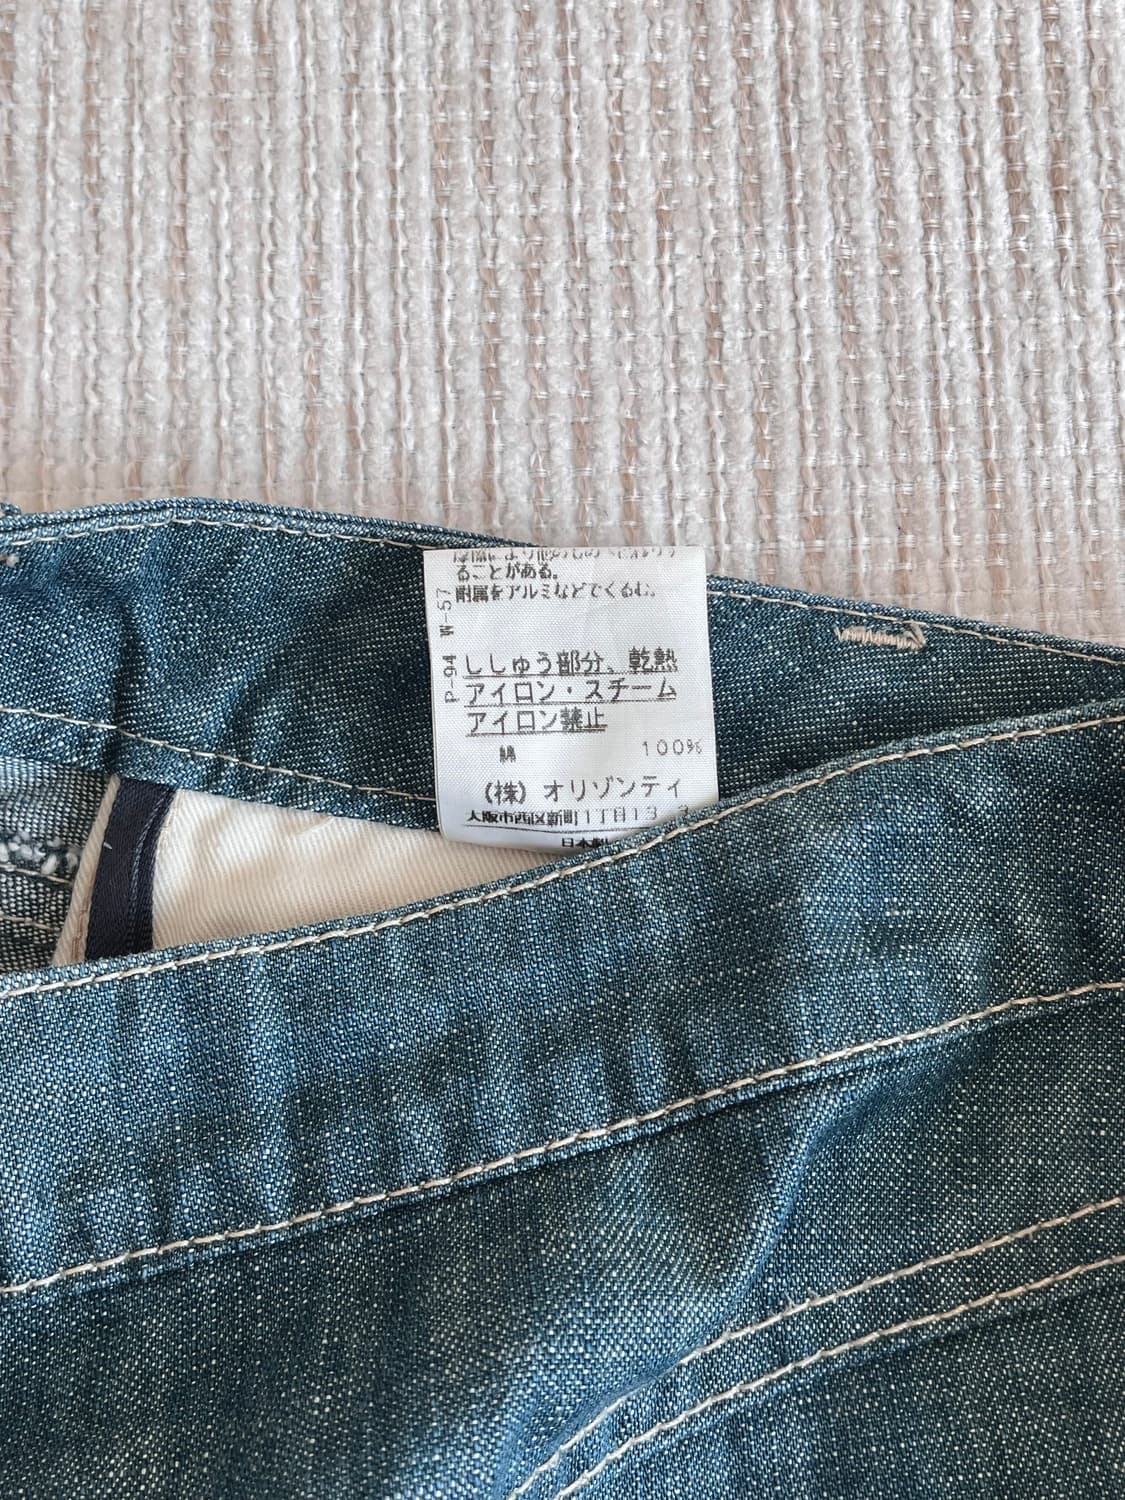 ることがある。
附属をアルミなどでくるむ。
P-94 W-57
ししゅう部分、乾熱
アイロン・スチーム
アイロン禁止
綿 100%
(株) オリゾンティ
大阪市西区新町1丁目13
日本製